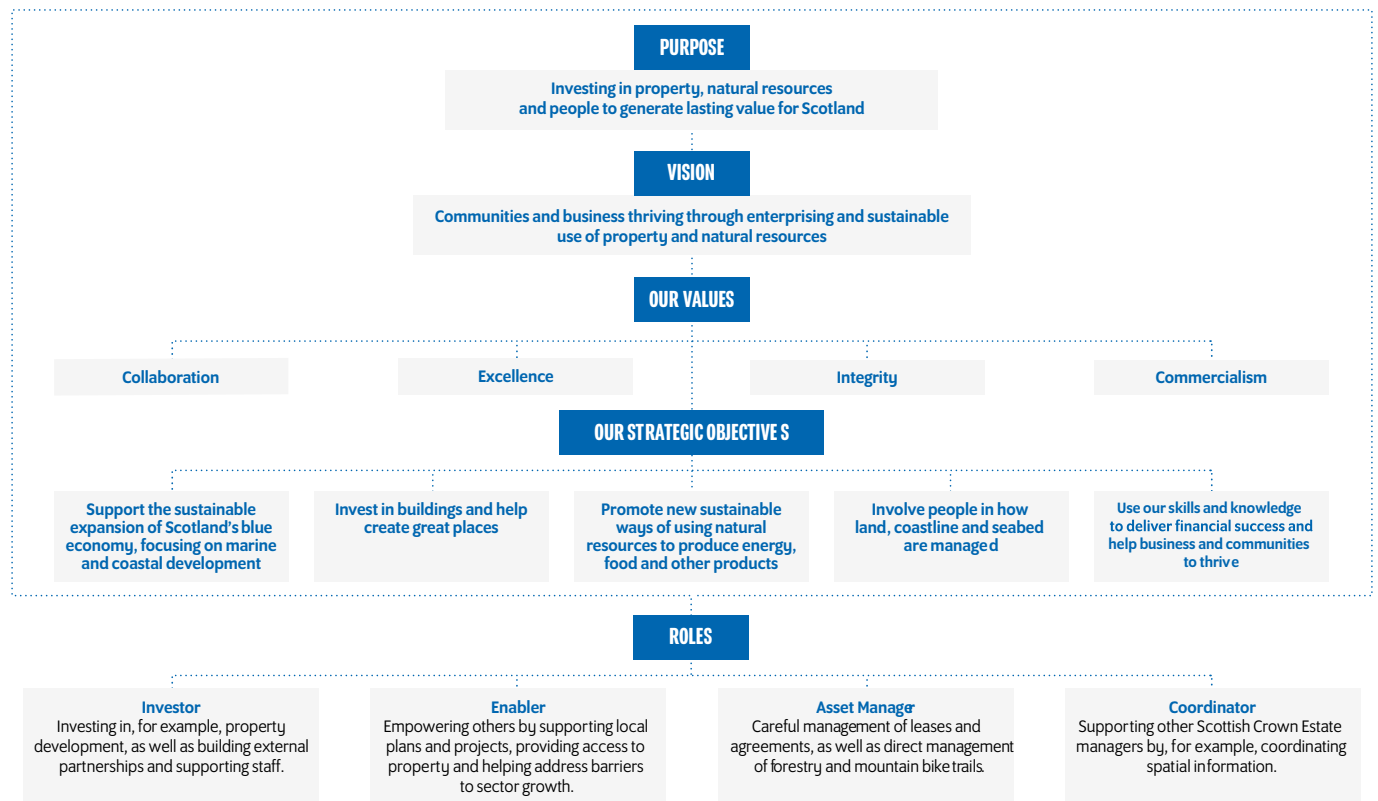 PURPOSE
Investing in property, natural resources
and people to generate lasting value for Scotland
VISION
Communities and business thriving through enterprising and sustainable
use of property and natural resources
OUR VALUES
Collaboration
Excellence
Integrity
Commercialism
OUR STRATEGIC OBJECTIVES
Support the sustainable
expansion of Scotland's blue
economy, focusing on marine
and coastal development
Invest in buildings and help
create great places
Promote new sustainable
ways of using natural
resources to produce energy,
food and other products
Involve people in how
land, coastline and seabed
are managed
Use our skills and knowledge
to deliver financial success and
help business and communities
to thrive
ROLES
Investor
Investing in, for example, property
development, as well as building external
partnerships and supporting staff.
Enabler
Empowering others by supporting local
plans and projects, providing access to
property and helping address barriers
to sector growth.
Asset Manager
Careful management of leases and
agreements, as well as direct management
of forestry and mountain bike trails.
Coordinator
Supporting other Scottish Crown Estate
managers by, for example, coordinating
spatial information.